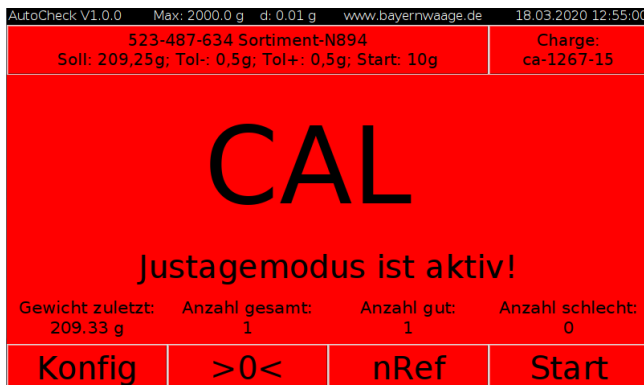 AutoCheck V1.0.0 Max: 2000.0 g d: 0.01 g www.bayernwaage.de 18.03.2020 12:55:00
523-487-634 Sortiment-N894
Soll: 209,25g; Tol-: 0,5g; Tol+: 0,5g; Start: 10g
Charge:
ca-1267-15
CAL
Justagemodus ist aktiv!
Gewicht zuletzt: Anzahl gesamt: Anzahl gut: Anzahl schlecht:
209.33 g 1 1 0
Konfig >0< nRef Start